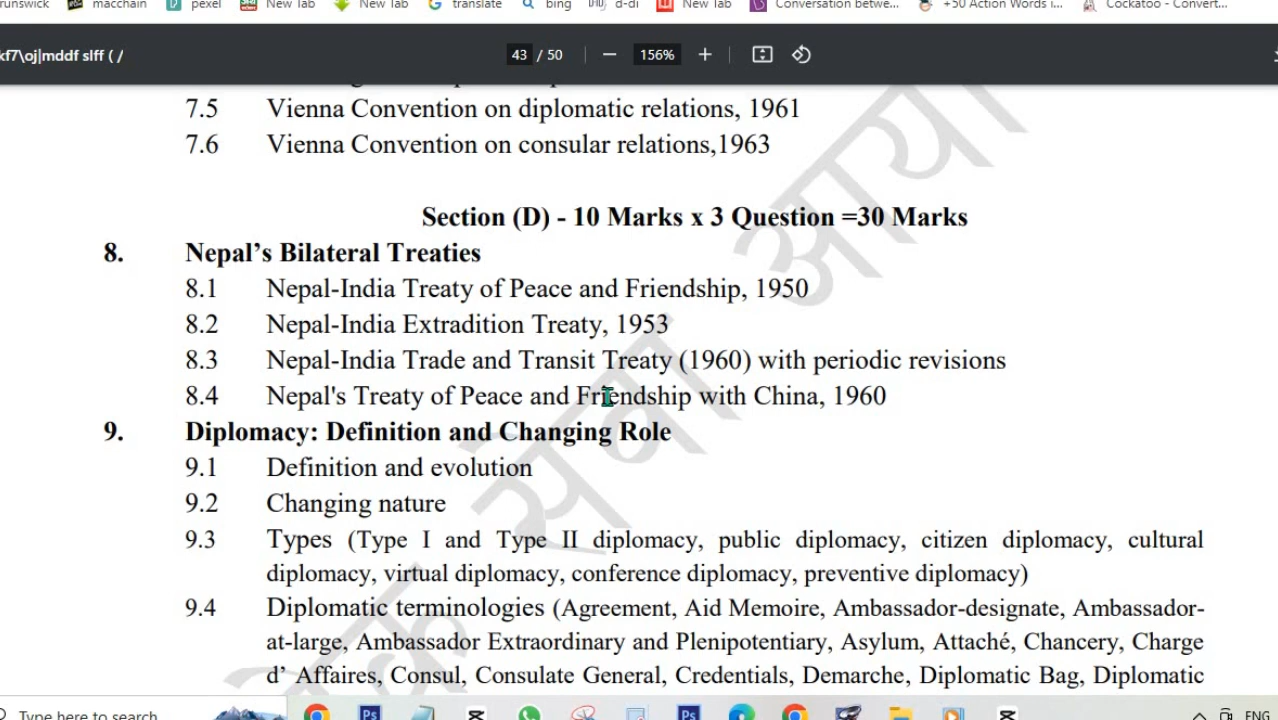 runswick macchain pexel New Tab New Tab translate bing d-di New Tab Conversation betwe... +50 Action Words i... Cockatoo - Convert...
kf7\oj|mddf slff ( / 43 / 50 156%
7.5 Vienna Convention on diplomatic relations, 1961
7.6 Vienna Convention on consular relations,1963
Section (D) - 10 Marks x 3 Question =30 Marks
8. Nepal’s Bilateral Treaties
8.1 Nepal-India Treaty of Peace and Friendship, 1950
8.2 Nepal-India Extradition Treaty, 1953
8.3 Nepal-India Trade and Transit Treaty (1960) with periodic revisions
8.4 Nepal's Treaty of Peace and Friendship with China, 1960
9. Diplomacy: Definition and Changing Role
9.1 Definition and evolution
9.2 Changing nature
9.3 Types (Type I and Type II diplomacy, public diplomacy, citizen diplomacy, cultural
diplomacy, virtual diplomacy, conference diplomacy, preventive diplomacy)
9.4 Diplomatic terminologies (Agreement, Aid Memoire, Ambassador-designate, Ambassador-
at-large, Ambassador Extraordinary and Plenipotentiary, Asylum, Attaché, Chancery, Charge
d’ Affaires, Consul, Consulate General, Credentials, Demarche, Diplomatic Bag, Diplomatic
सेवा आयो
Type here to search ENG